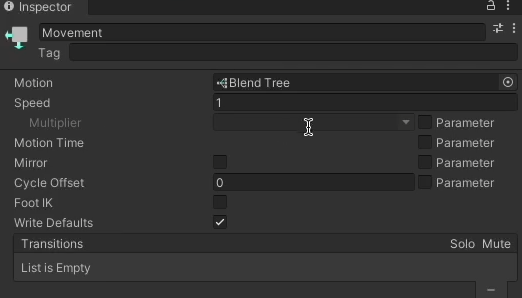 Inspector
Movement
Tag
Motion Blend Tree
Speed 1
Multiplier Parameter
Motion Time Parameter
Mirror Parameter
Cycle Offset 0 Parameter
Foot IK
Write Defaults
Transitions Solo Mute
List is Empty